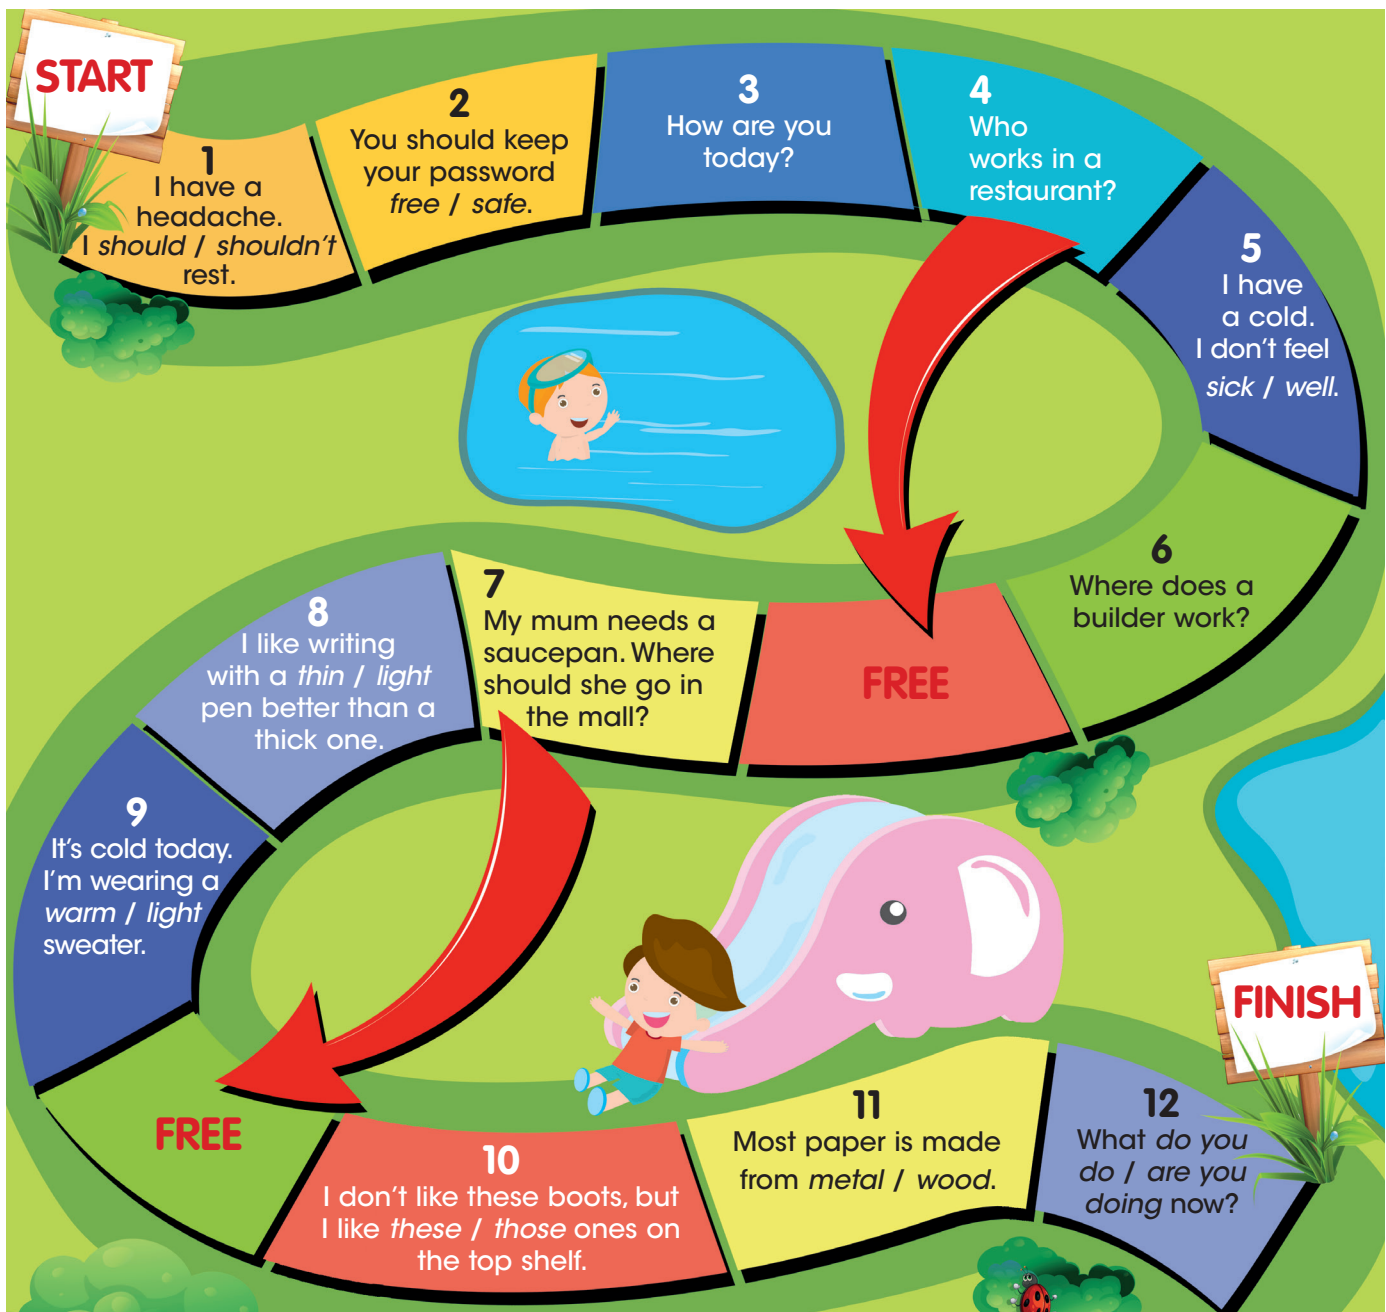 START
1
I have a
headache.
I should / shouldn't
rest.
2
You should keep
your password
free / safe.
3
How are you
today?
4
Who
works in a
restaurant?
5
I have
a cold.
I don't feel
sick / well.
6
Where does a
builder work?
FREE
7
My mum needs a
saucepan. Where
should she go in
the mall?
8
I like writing
with a thin / light
pen better than a
thick one.
9
It's cold today.
I'm wearing a
warm / light
sweater.
FREE
10
I don't like these boots, but
I like these / those ones on
the top shelf.
11
Most paper is made
from metal / wood.
12
What do you
do / are you
doing now?
FINISH